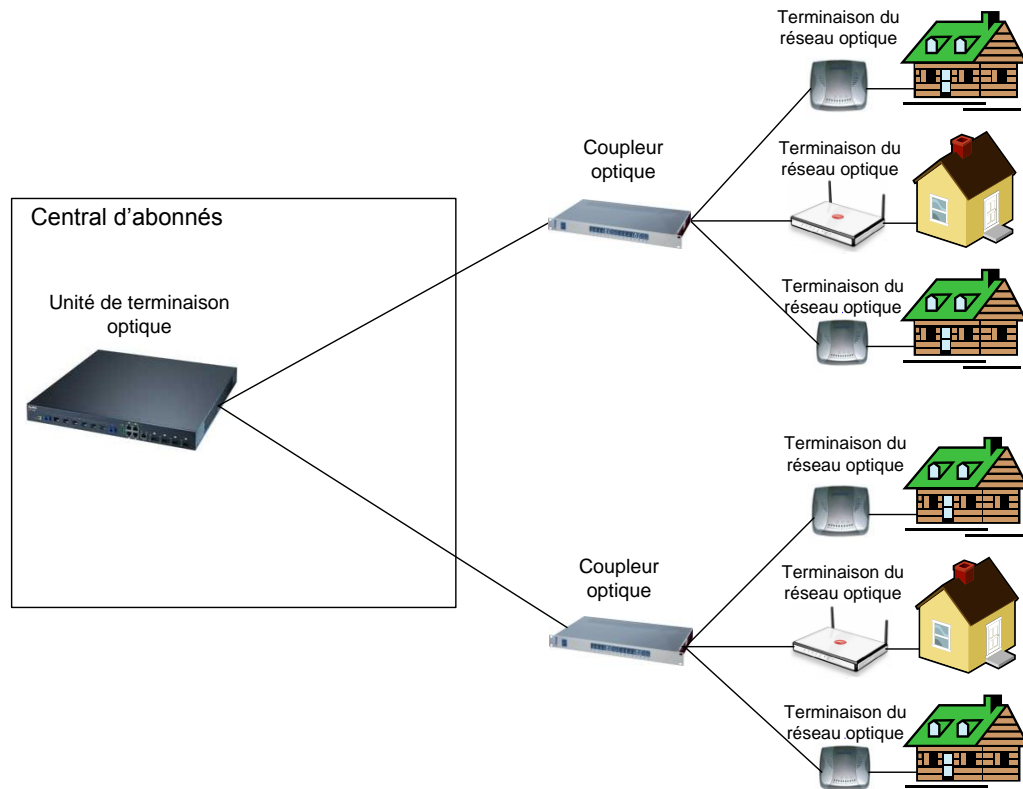 Terminaison du
réseau optique
Coupleur
optique
Terminaison du
réseau optique
Central d'abonnés
Unité de terminaison
optique
Terminaison du
réseau optique
Terminaison du
réseau optique
Coupleur
optique
Terminaison du
réseau optique
Terminaison du
réseau optique